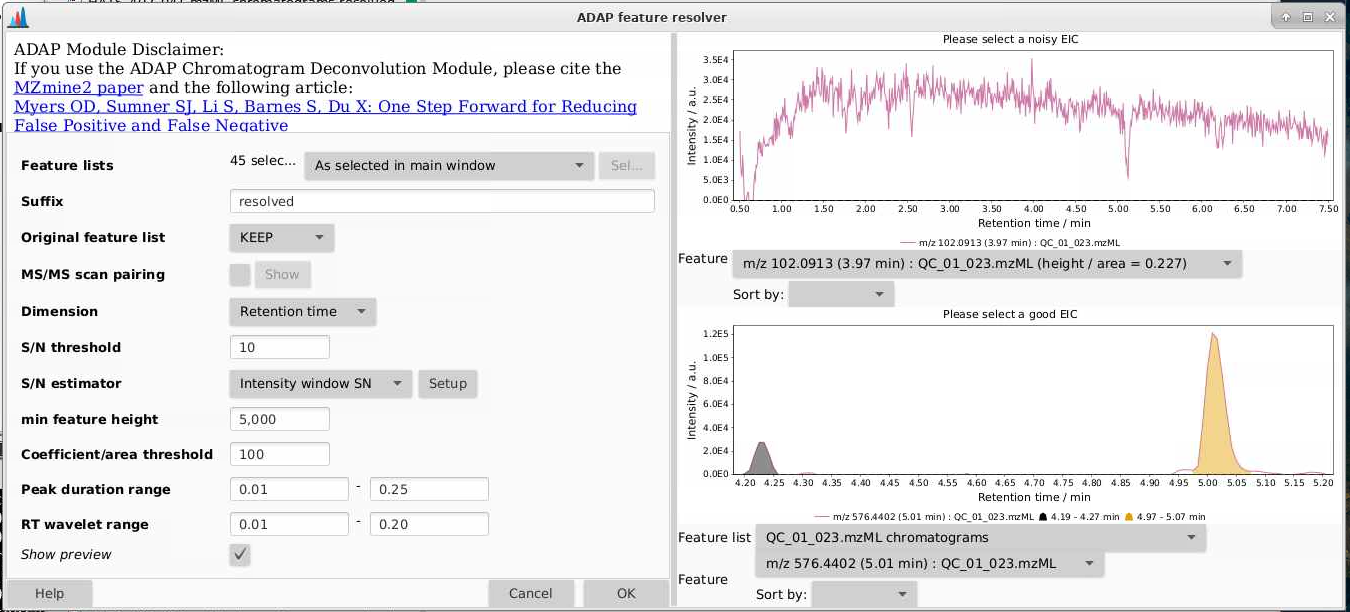 ADAP feature resolver
ADAP Module Disclaimer:
If you use the ADAP Chromatogram Deconvolution Module, please cite the
MZmine2 paper and the following article:
Myers OD, Sumner SJ, Li S, Barnes S, Du X: One Step Forward for Reducing
False Positive and False Negative
Feature lists 45 selec... As selected in main window Sel...
Suffix resolved
Original feature list KEEP
MS/MS scan pairing Show
Dimension Retention time
S/N threshold 10
S/N estimator Intensity window SN Setup
min feature height 5,000
Coefficient/area threshold 100
Peak duration range 0.01 - 0.25
RT wavelet range 0.01 - 0.20
Show preview
Help Cancel OK
Please select a noisy EIC
Intensity / a.u.
3.5E4
3.0E4
2.5E4
2.0E4
1.5E4
1.0E4
5.0E3
0.0E0
0.50 1.00 1.50 2.00 2.50 3.00 3.50 4.00 4.50 5.00 5.50 6.00 6.50 7.00 7.50
Retention time / min
m/z 102.0913 (3.97 min) : QC_01_023.mzML
Feature m/z 102.0913 (3.97 min) : QC_01_023.mzML (height / area = 0.227)
Sort by:
Please select a good EIC
Intensity / a.u.
1.2E5
1.0E5
8.0E4
6.0E4
4.0E4
2.0E4
0.0E0
4.20 4.25 4.30 4.35 4.40 4.45 4.50 4.55 4.60 4.65 4.70 4.75 4.80 4.85 4.90 4.95 5.00 5.05 5.10 5.15 5.20
Retention time / min
m/z 576.4402 (5.01 min) : QC_01_023.mzML 4.19 - 4.27 min 4.97 - 5.07 min
Feature list QC_01_023.mzML chromatograms
m/z 576.4402 (5.01 min) : QC_01_023.mzML
Feature
Sort by: